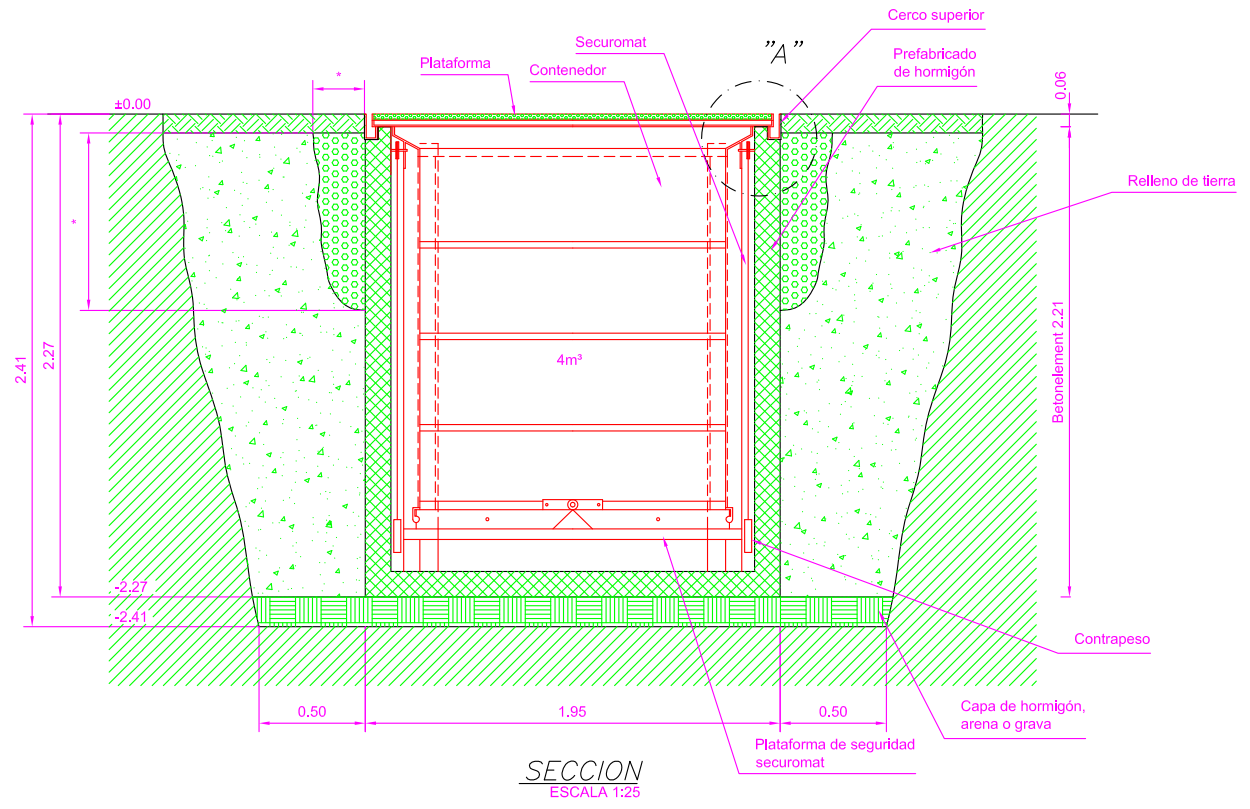 Cerco superior
Securomat
"A"
Prefabricado
de hormigón
Plataforma
Contenedor
*
0.06
±0.00
Relleno de tierra
*
2.41
2.27
4m³
Betonelement 2.21
-2.27
-2.41
Contrapeso
0.50
1.95
0.50
Capa de hormigón,
arena o grava
Plataforma de seguridad
securomat
SECCION
ESCALA 1:25